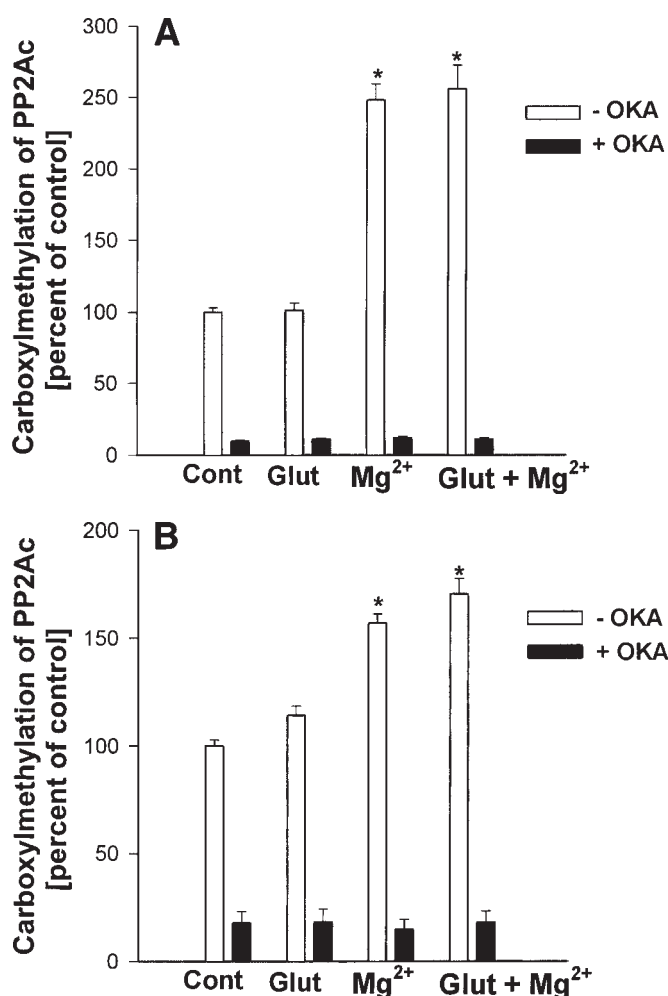 A
Carboxylmethylation of PP2Ac
[percent of control]
300
250
200
150
100
50
0
*
*
- OKA
+ OKA
Cont
Glut
Mg²⁺
Glut + Mg²⁺
B
Carboxylmethylation of PP2Ac
[percent of control]
200
150
100
50
0
*
*
- OKA
+ OKA
Cont
Glut
Mg²⁺
Glut + Mg²⁺